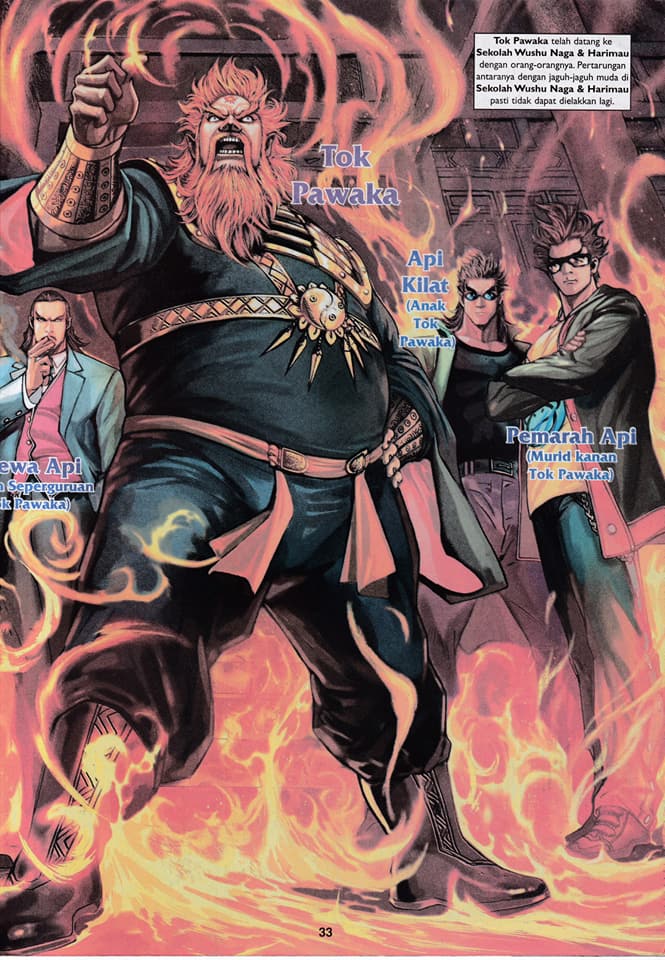 Tok Pawaka telah datang ke
Sekolah Wushu Naga & Harimau
dengan orang-orangnya. Pertarungan
antaranya dengan jaguh-jaguh muda di
Sekolah Wushu Naga & Harimau
pasti tidak dapat dielakkan lagi.
Tok
Pawaka
Api
Kilat
(Anak
Tok
Pawaka)
Pemarah Api
(Murid kanan
Tok Pawaka)
ewa Api
Seperguruan
k Pawaka)
33